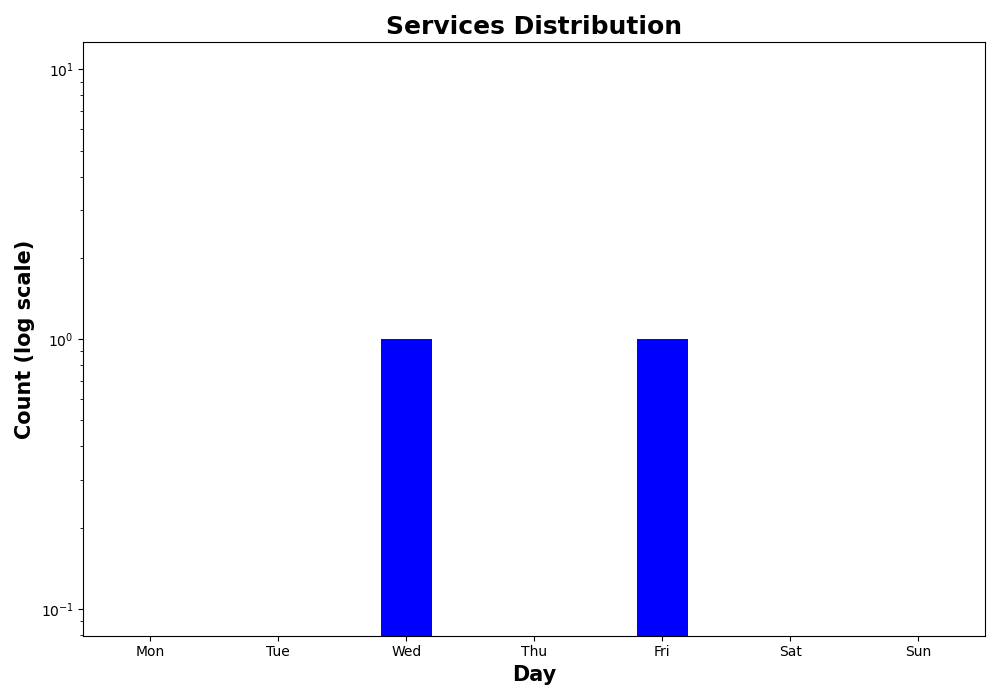 Services Distribution
10¹
10⁰
10⁻¹
Count (log scale)
Mon Tue Wed Thu Fri Sat Sun
Day